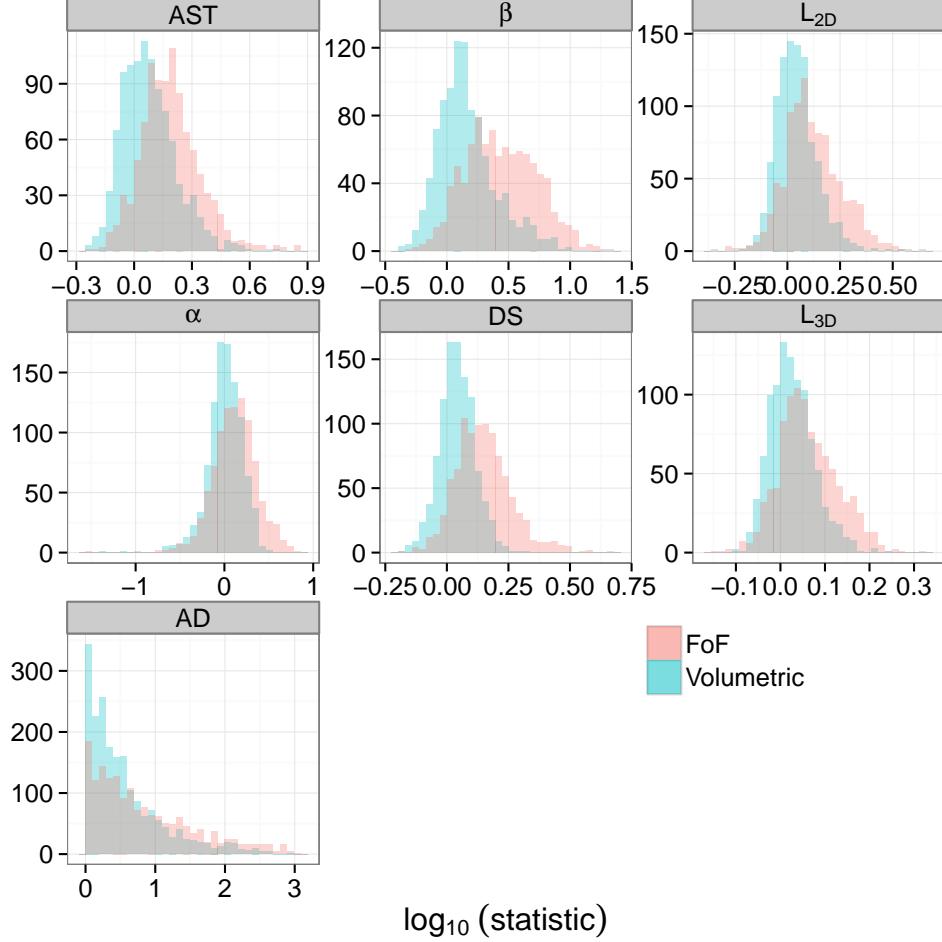 AST β L2D
90 60 30 0
−0.3 0.0 0.3 0.6 0.9
120 80 40 0
−0.5 0.0 0.5 1.0 1.5
150 100 50 0
−0.25 0.00 0.25 0.50
α DS L3D
150 100 50 0
−1 0 1
150 100 50 0
−0.25 0.00 0.25 0.50 0.75
100 50 0
−0.1 0.0 0.1 0.2 0.3
AD
300 200 100 0
0 1 2 3
FoF
Volumetric
log10 (statistic)